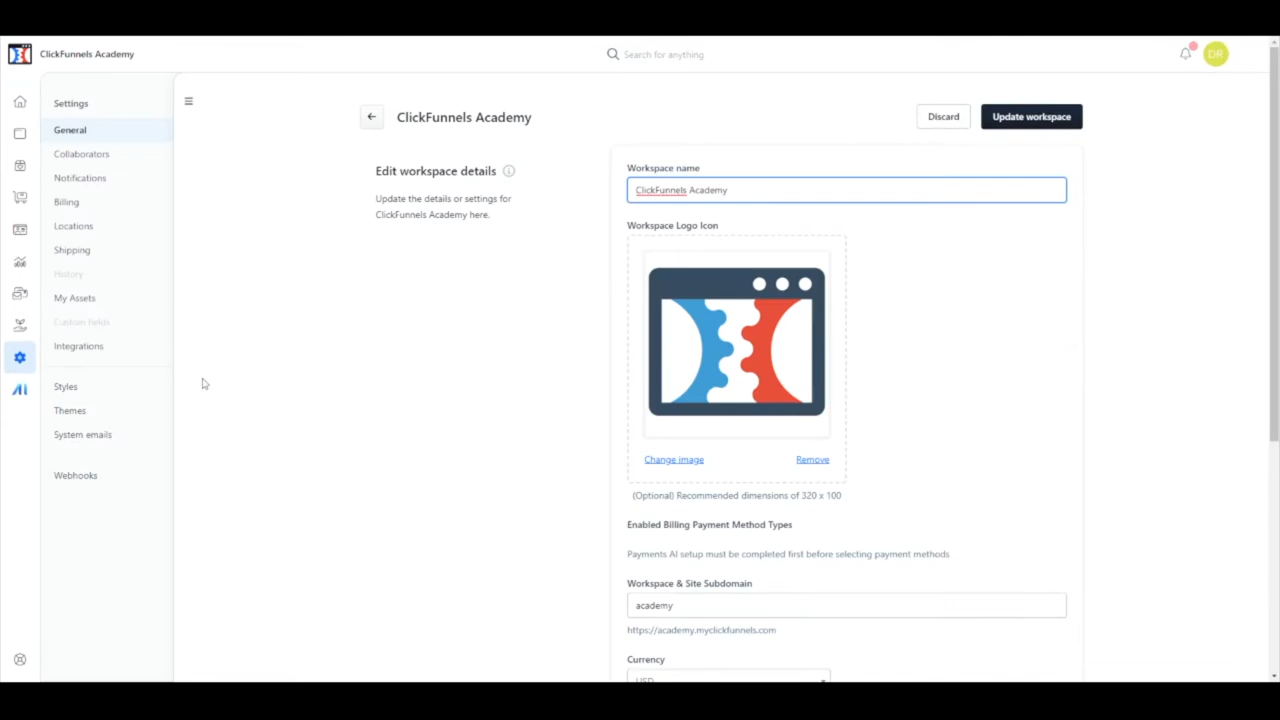 ClickFunnels Academy
Search for anything
DR
Settings
General
Collaborators
Notifications
Billing
Locations
Shipping
History
My Assets
Custom fields
Integrations
Styles
Themes
System emails
Webhooks
AI
ClickFunnels Academy
Discard
Update workspace
Edit workspace details
Update the details or settings for
ClickFunnels Academy here.
Workspace name
ClickFunnels Academy
Workspace Logo Icon
Change image
Remove
(Optional) Recommended dimensions of 320 x 100
Enabled Billing Payment Method Types
Payments AI setup must be completed first before selecting payment methods
Workspace & Site Subdomain
academy
https://academy.myclickfunnels.com
Currency
USD